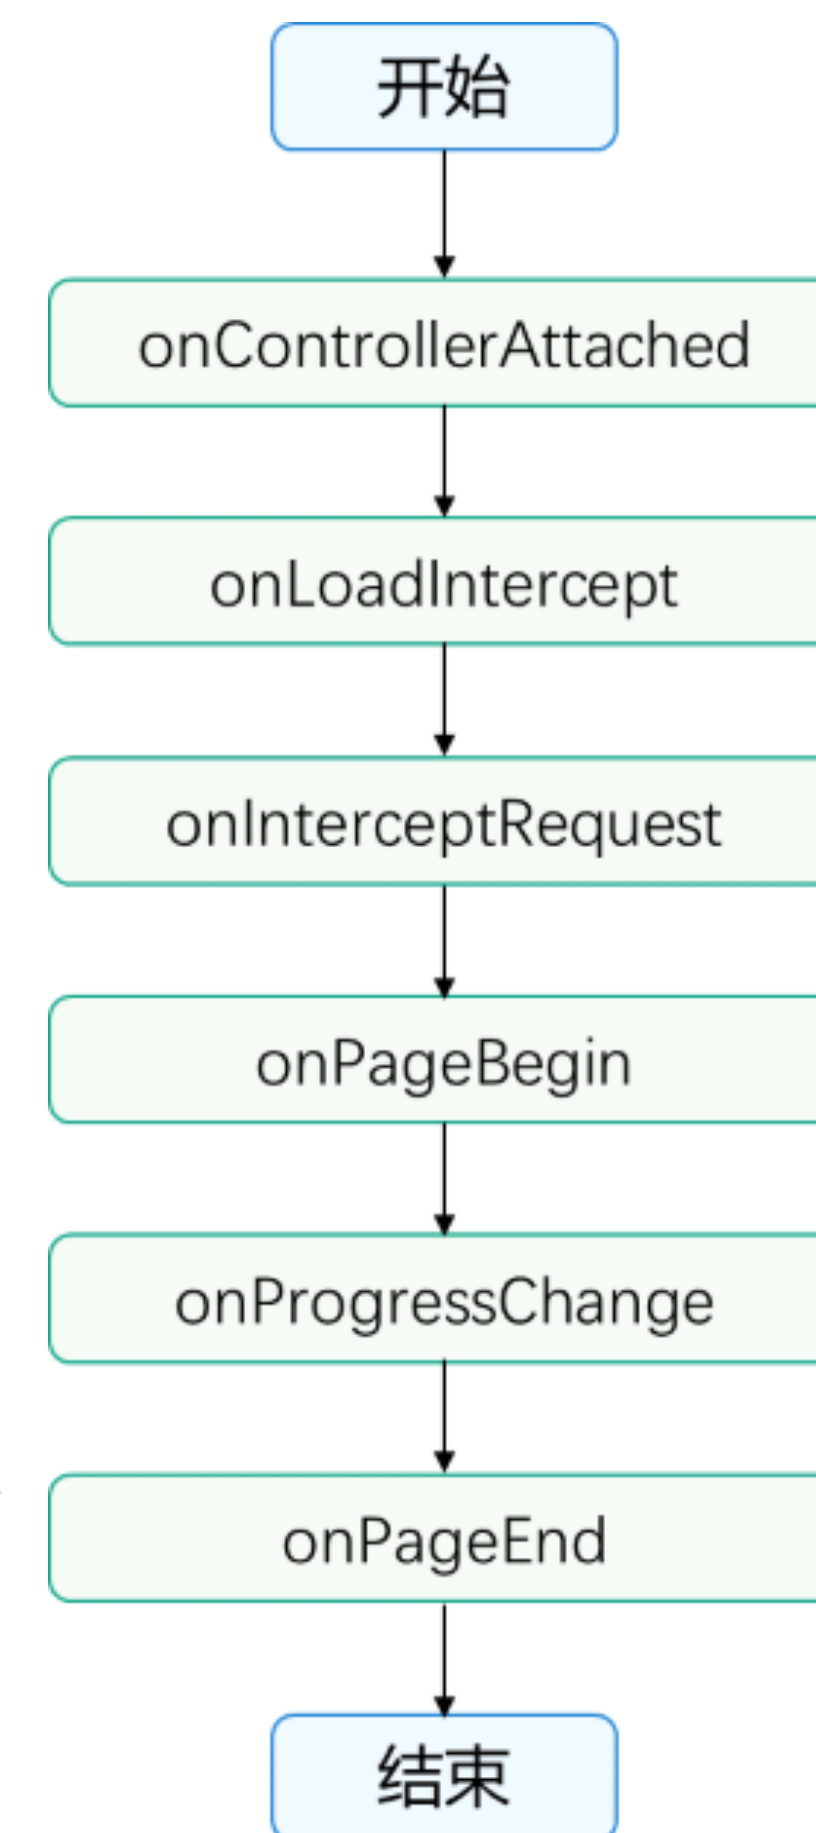 开始
onControllerAttached
onLoadIntercept
onInterceptRequest
onPageBegin
onProgressChange
onPageEnd
结束